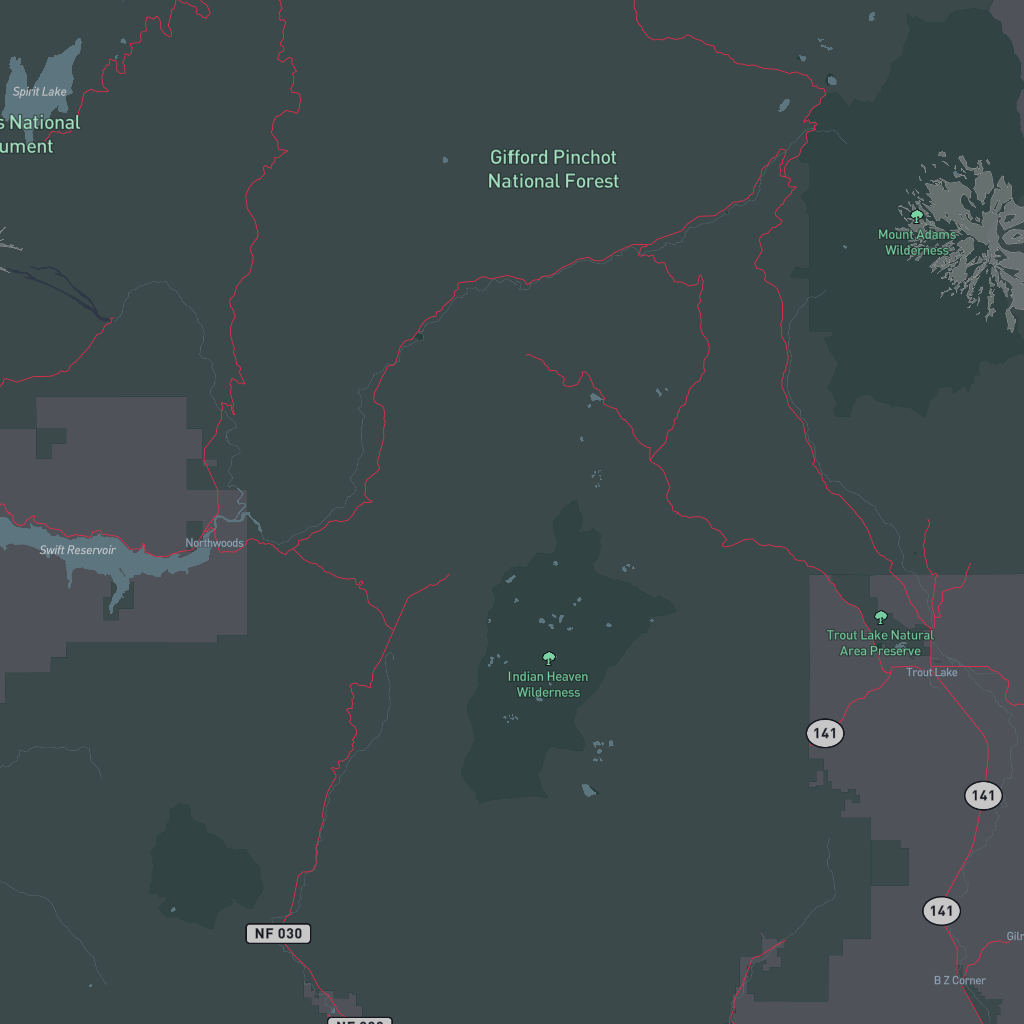 Spirit Lake
s National
ument
Gifford Pinchot
National Forest
Mount Adams
Wilderness
Northwoods
Swift Reservoir
Trout Lake Natural
Area Preserve
Trout Lake
Indian Heaven
Wilderness
141
141
141
NF 030
B Z Corner